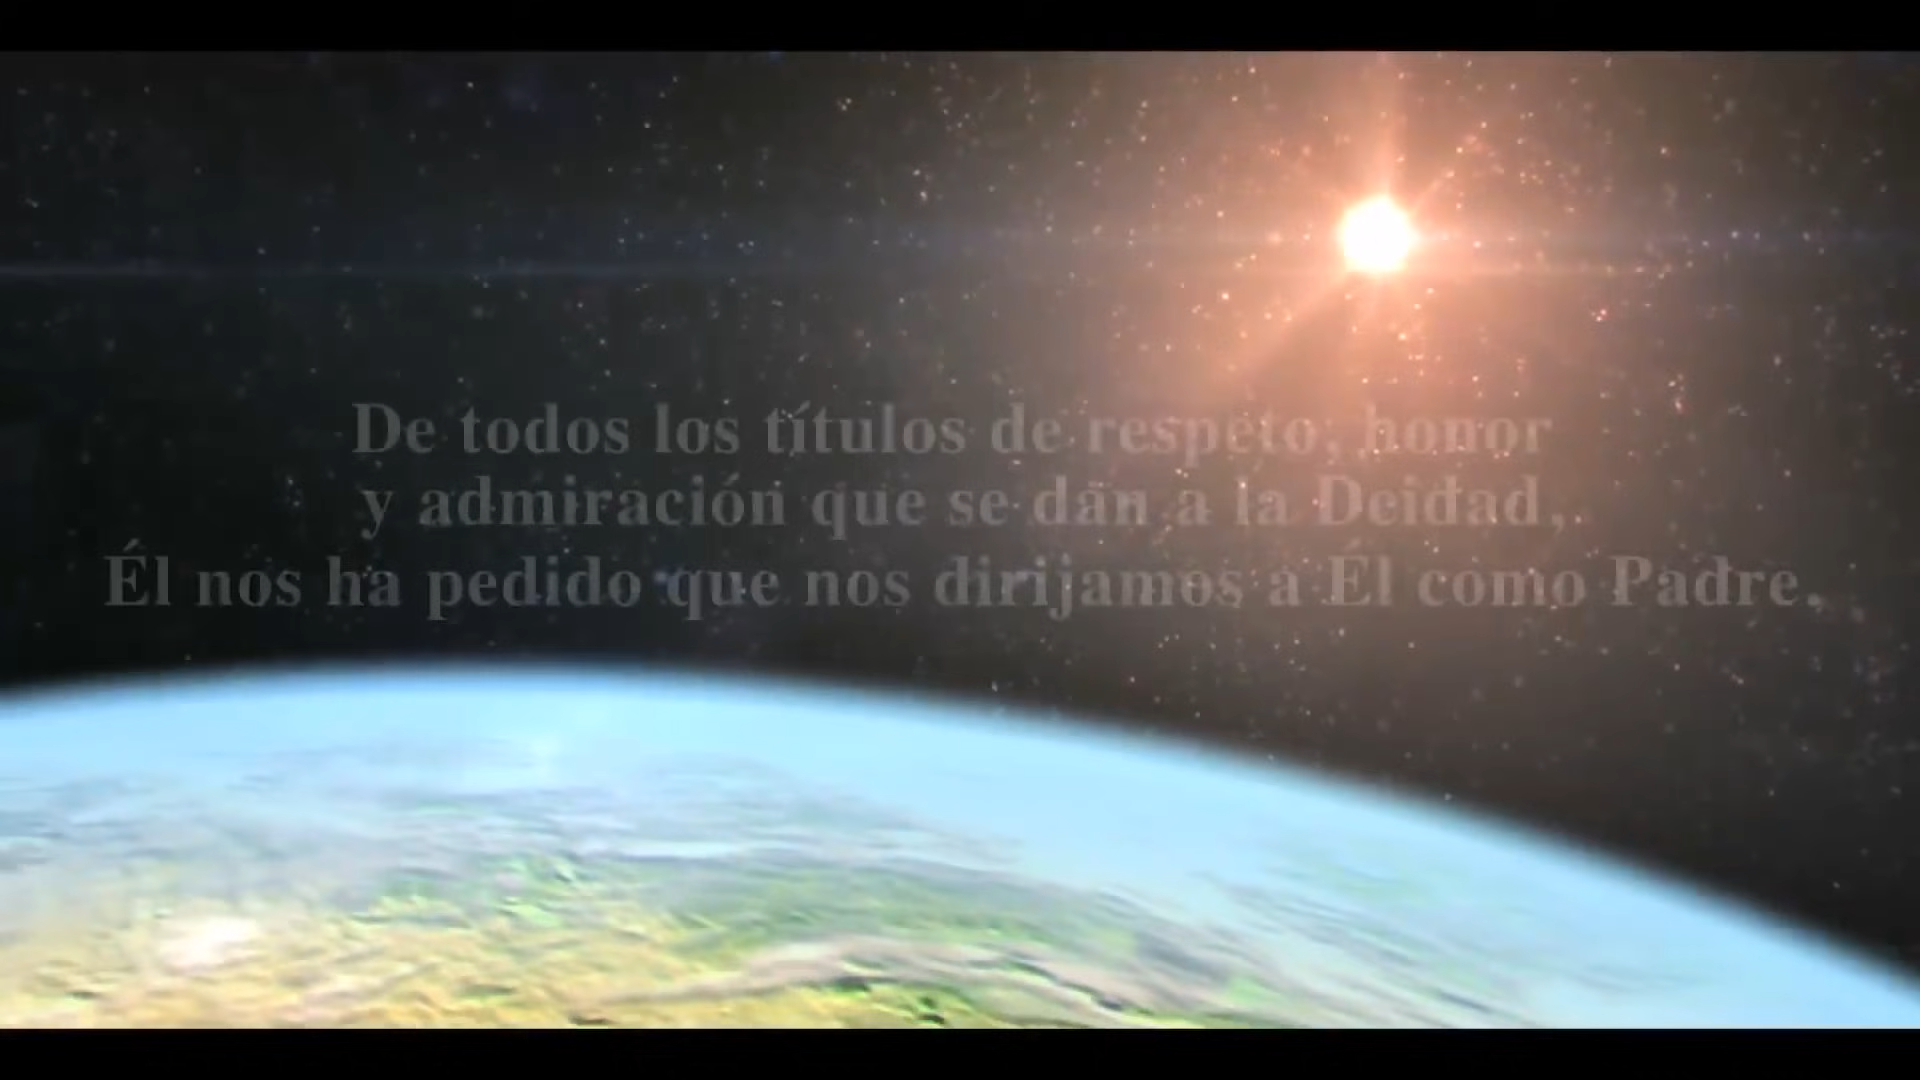 De todos los títulos de respeto, honor
y admiración que se dan a la Deidad,
Él nos ha pedido que nos dirijamos a El como Padre.